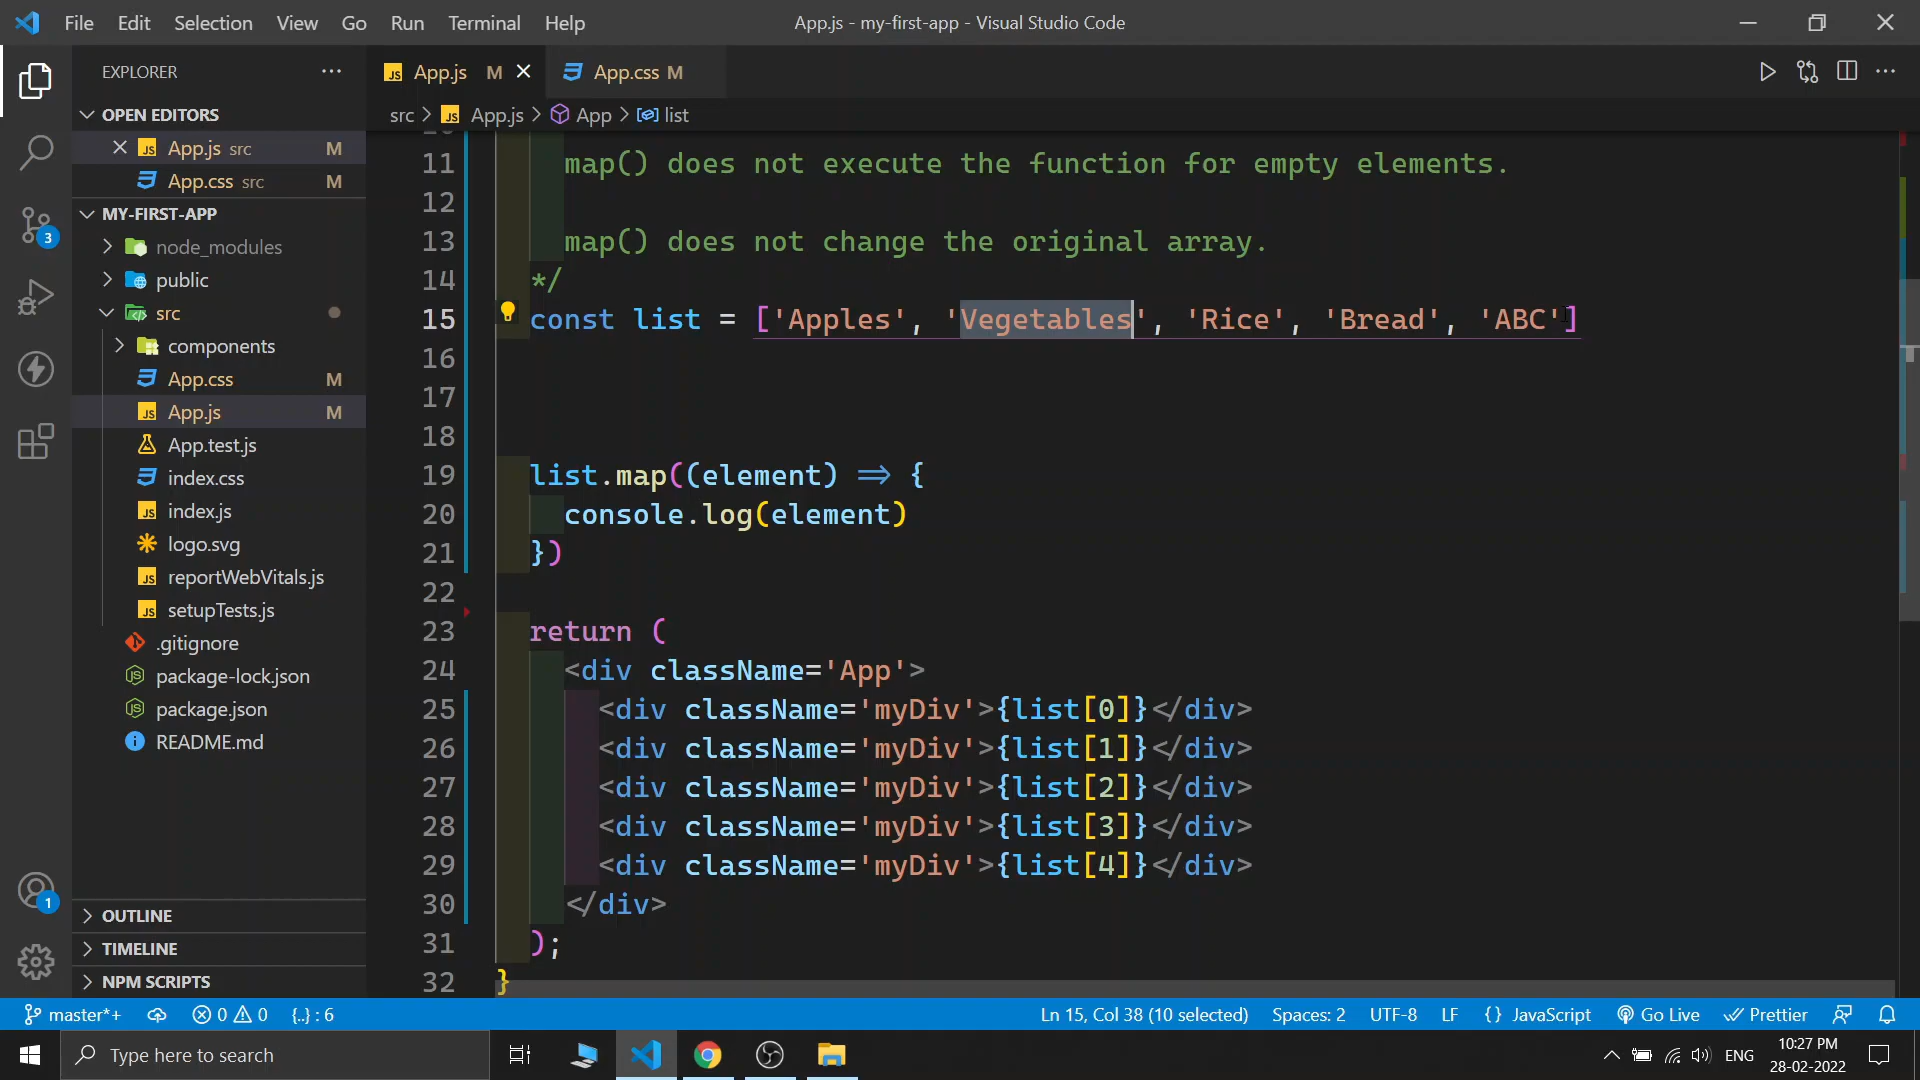 File Edit Selection View Go Run Terminal Help
App.js - my-first-app - Visual Studio Code
EXPLORER
OPEN EDITORS
App.js src M
App.css src M
MY-FIRST-APP
node_modules
public
src
components
App.css M
App.js M
App.test.js
index.css
index.js
logo.svg
reportWebVitals.js
setupTests.js
.gitignore
package-lock.json
package.json
README.md
OUTLINE
TIMELINE
NPM SCRIPTS
3
1
App.js M
App.css M
src > App.js > App > list
11 map() does not execute the function for empty elements.
12
13 map() does not change the original array.
14 */
15 const list = ['Apples', 'Vegetables', 'Rice', 'Bread', 'ABC']
16
17
18
19 list.map((element) => {
20 console.log(element)
21 })
22
23 return (
24 <div className='App'>
25 <div className='myDiv'>{list[0]}</div>
26 <div className='myDiv'>{list[1]}</div>
27 <div className='myDiv'>{list[2]}</div>
28 <div className='myDiv'>{list[3]}</div>
29 <div className='myDiv'>{list[4]}</div>
30 </div>
31 );
32 }
master*+ 0 0 {..} : 6
Ln 15, Col 38 (10 selected) Spaces: 2 UTF-8 LF {} JavaScript Go Live Prettier
Type here to search
ENG
10:27 PM
28-02-2022